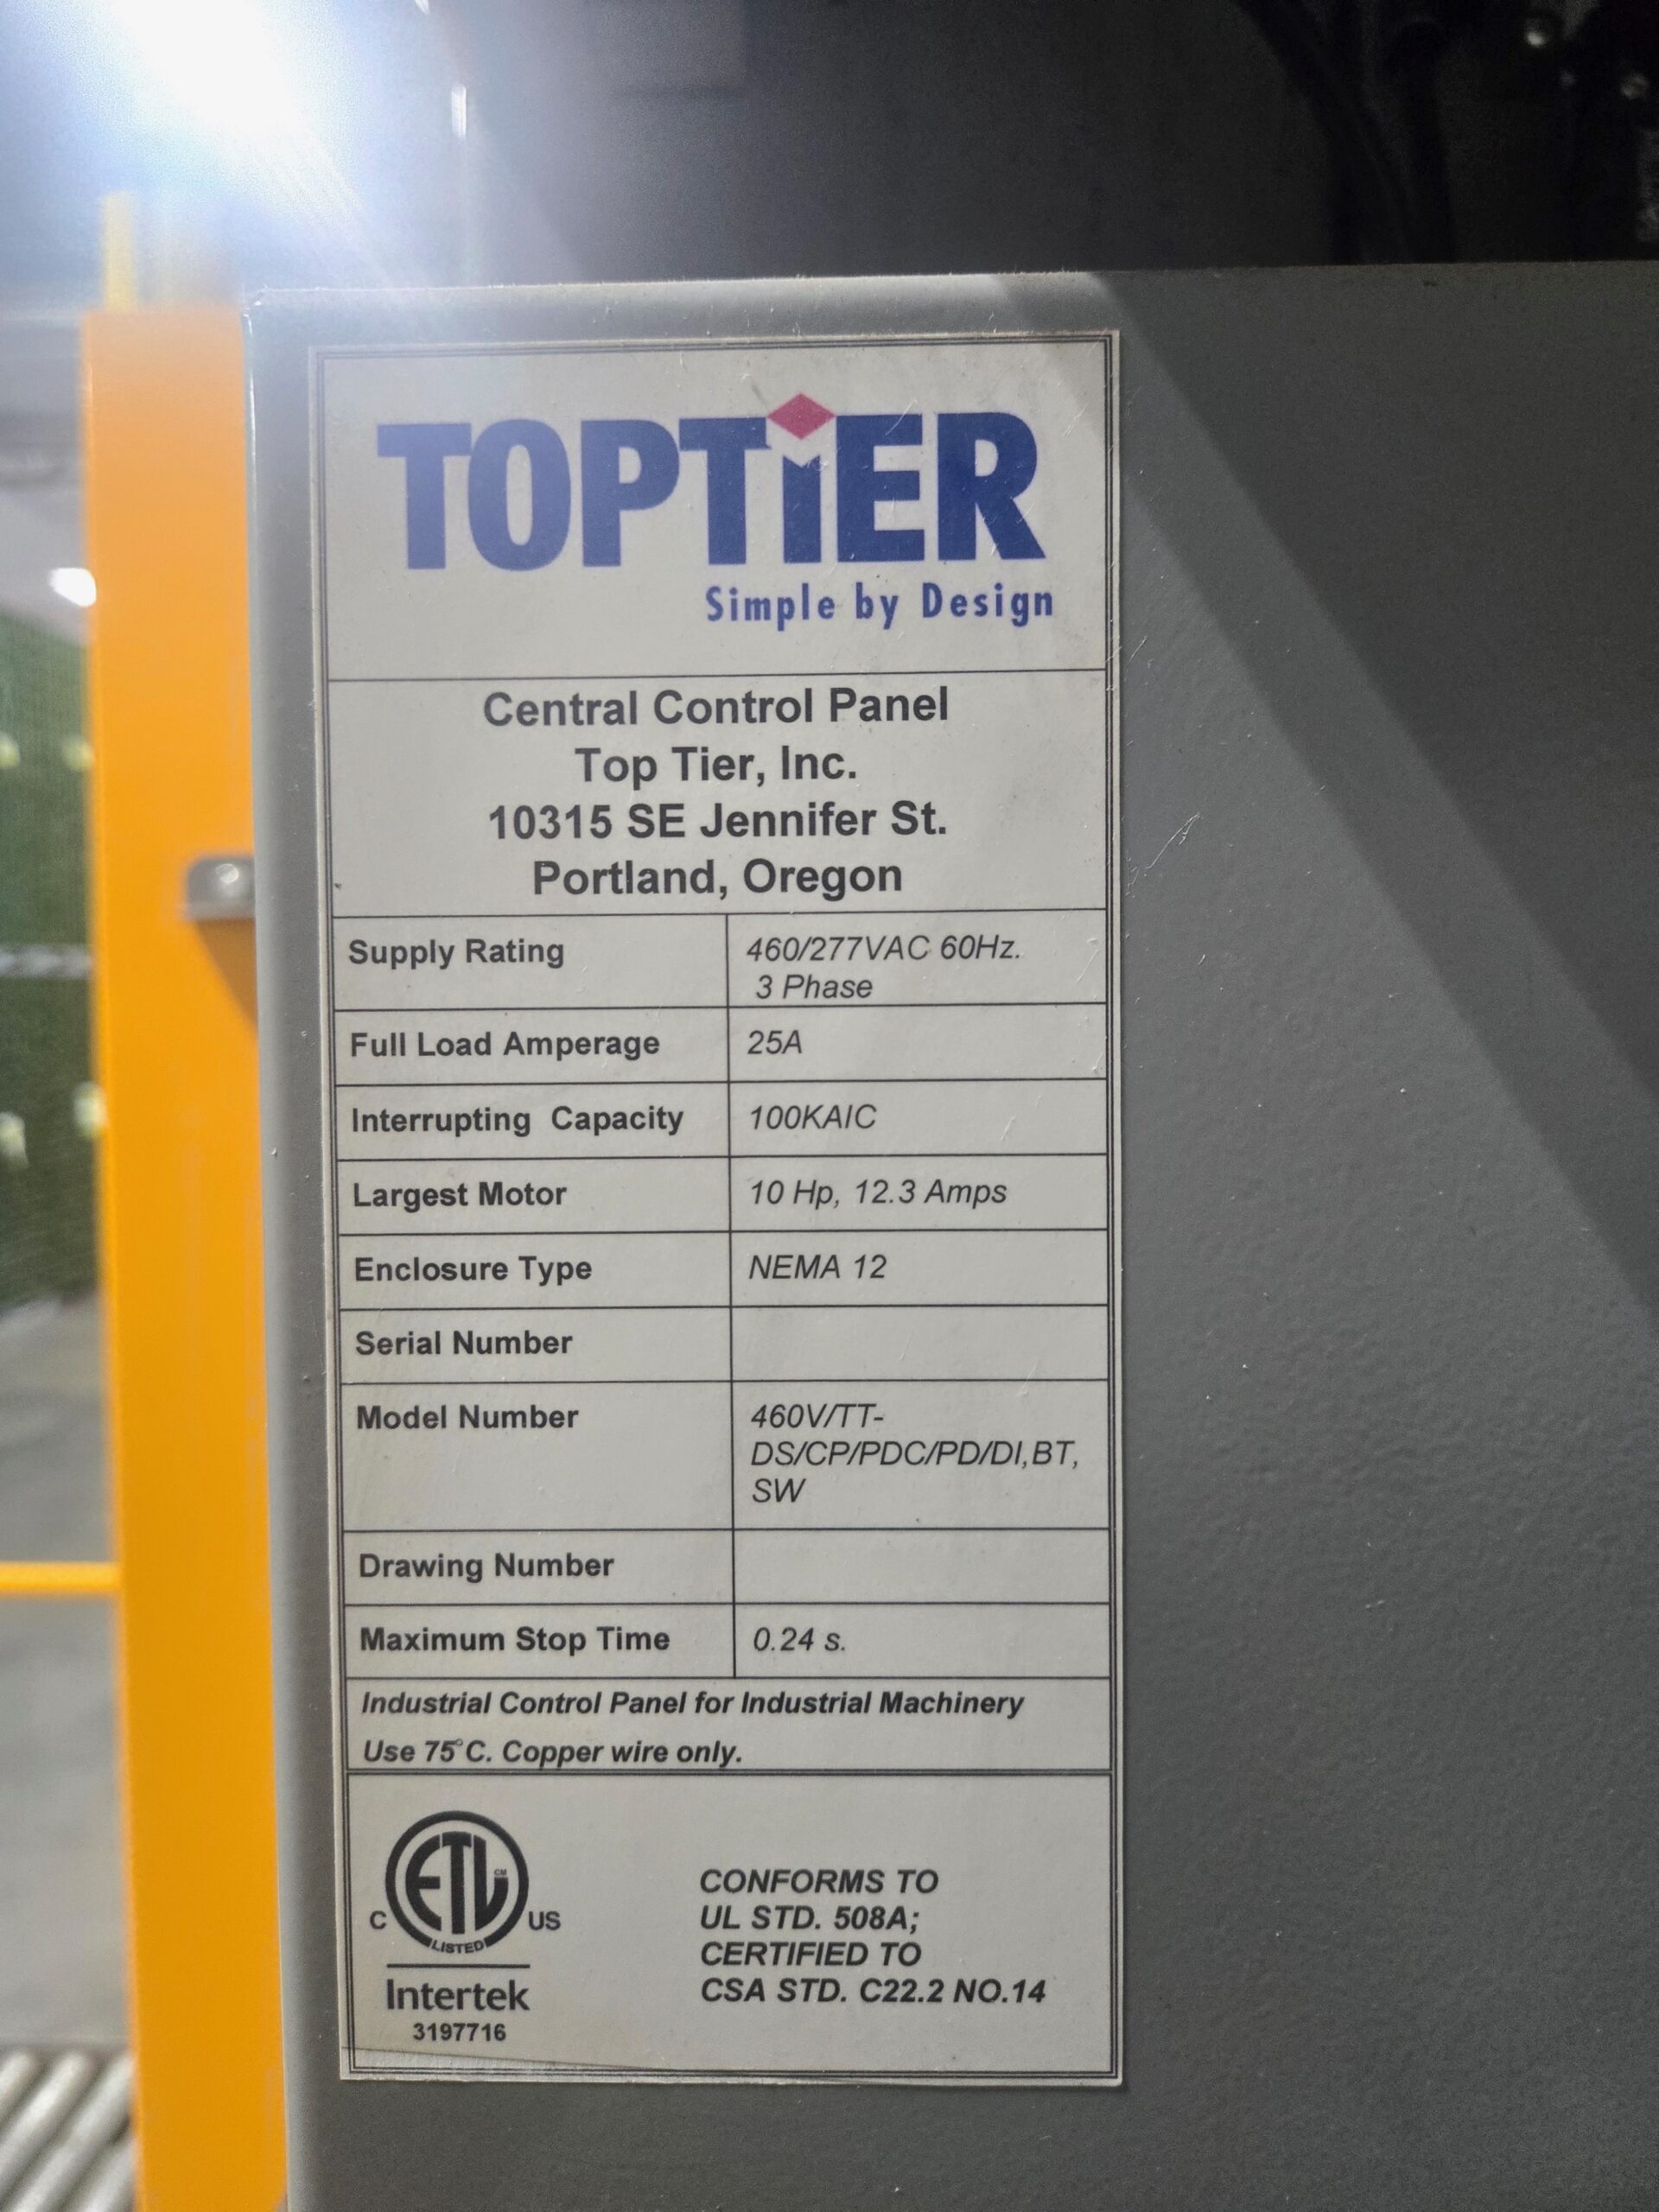 TOPTiER
Simple by Design
Central Control Panel
Top Tier, Inc.
10315 SE Jennifer St.
Portland, Oregon
Supply Rating 460/277VAC 60Hz.
3 Phase
Full Load Amperage 25A
Interrupting Capacity 100KAIC
Largest Motor 10 Hp, 12.3 Amps
Enclosure Type NEMA 12
Serial Number
Model Number 460V/TT-
DS/CP/PDC/PD/DI,BT,
SW
Drawing Number
Maximum Stop Time 0.24 s.
Industrial Control Panel for Industrial Machinery
Use 75°C. Copper wire only.
ETL CM
C US
LISTED
Intertek
3197716
CONFORMS TO
UL STD. 508A;
CERTIFIED TO
CSA STD. C22.2 NO.14